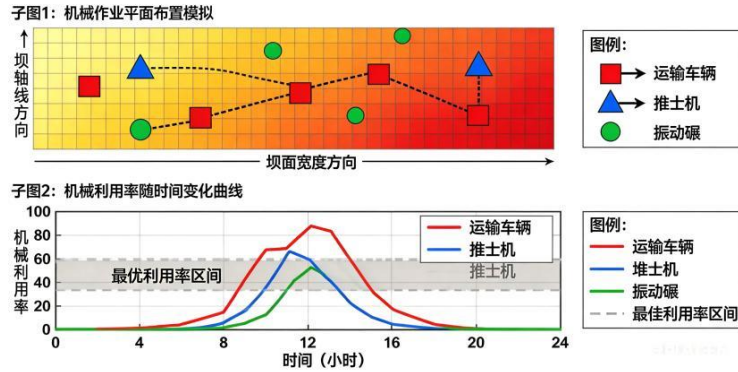 子图1：机械作业平面布置模拟
坝轴线方向
坝面宽度方向
图例：
运输车辆
推土机
振动碾
子图2：机械利用率随时间变化曲线
机械利用率
100
80
60
40
20
0
最优利用率区间
运输车辆
推土机
推土机
0
4
8
12
16
20
24
时间（小时）
图例：
运输车辆
堆土机
振动碾
最佳利用率区间